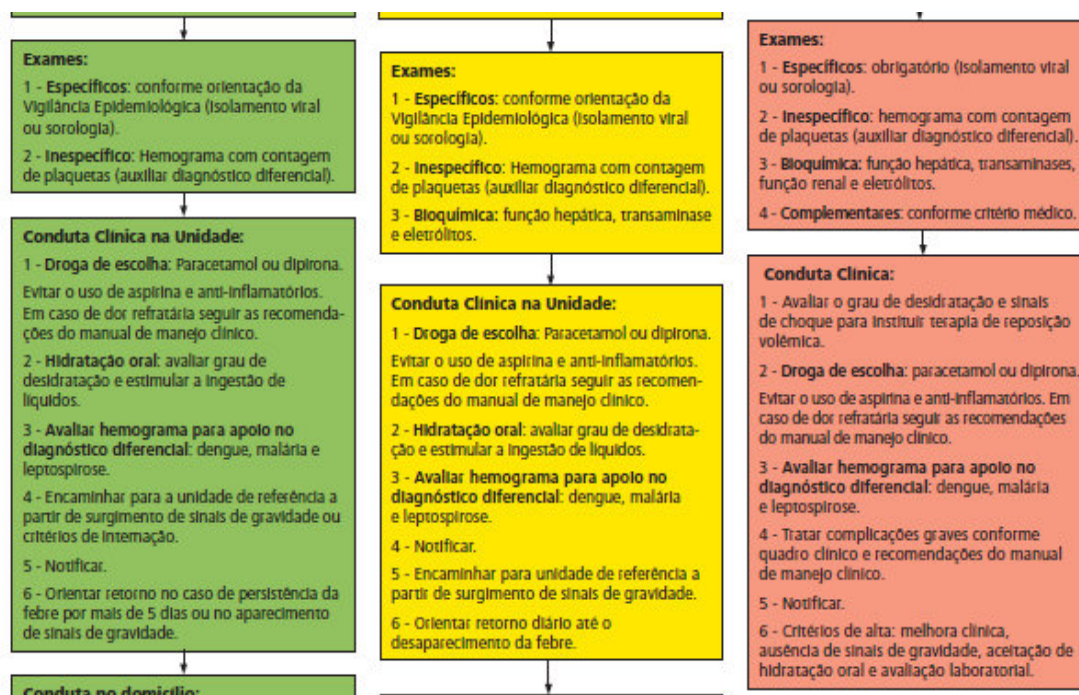 Exames:
1 - Específicos: conforme orientação da
Vigilância Epidemiológica (isolamento viral
ou sorologia).
2 - Inespecífico: Hemograma com contagem
de plaquetas (auxiliar diagnóstico diferencial).
Conduta Clínica na Unidade:
1 - Droga de escolha: Paracetamol ou dipirona.
Evitar o uso de aspirina e anti-inflamatórios.
Em caso de dor refratária seguir as recomenda-
ções do manual de manejo clínico.
2 - Hidratação oral: avaliar grau de
desidratação e estimular a ingestão de
líquidos.
3 - Avaliar hemograma para apoio no
diagnóstico diferencial: dengue, malária e
leptospirose.
4 - Encaminhar para a unidade de referência a
partir de surgimento de sinais de gravidade ou
critérios de internação.
5 - Notificar.
6 - Orientar retorno no caso de persistência da
febre por mais de 5 dias ou no aparecimento
de sinais de gravidade.
Conduta no domicílio:
Exames:
1 - Específicos: conforme orientação da
Vigilância Epidemiológica (isolamento viral
ou sorologia).
2 - Inespecífico: Hemograma com contagem
de plaquetas (auxiliar diagnóstico diferencial).
3 - Bioquímica: função hepática, transaminase
e eletrólitos.
Conduta Clínica na Unidade:
1 - Droga de escolha: Paracetamol ou dipirona.
Evitar o uso de aspirina e anti-inflamatórios.
Em caso de dor refratária seguir as recomen-
dações do manual de manejo clínico.
2 - Hidratação oral: avaliar grau de desidrata-
ção e estimular a ingestão de líquidos.
3 - Avaliar hemograma para apoio no
diagnóstico diferencial: dengue, malária
e leptospirose.
4 - Notificar.
5 - Encaminhar para unidade de referência a
partir de surgimento de sinais de gravidade.
6 - Orientar retorno diário até o
desaparecimento da febre.
Exames:
1 - Específicos: obrigatório (isolamento viral
ou sorologia).
2 - Inespecífico: hemograma com contagem
de plaquetas (auxiliar diagnóstico diferencial).
3 - Bioquímica: função hepática, transaminases,
função renal e eletrólitos.
4 - Complementares: conforme critério médico.
Conduta Clínica:
1 - Avaliar o grau de desidratação e sinais
de choque para instituir terapia de reposição
volêmica.
2 - Droga de escolha: paracetamol ou dipirona.
Evitar o uso de aspirina e anti-inflamatórios. Em
caso de dor refratária seguir as recomendações
do manual de manejo clínico.
3 - Avaliar hemograma para apoio no
diagnóstico diferencial: dengue, malária
e leptospirose.
4 - Tratar complicações graves conforme
quadro clínico e recomendações do manual
de manejo clínico.
5 - Notificar.
6 - Critérios de alta: melhora clínica,
ausência de sinais de gravidade, aceitação de
hidratação oral e avaliação laboratorial.